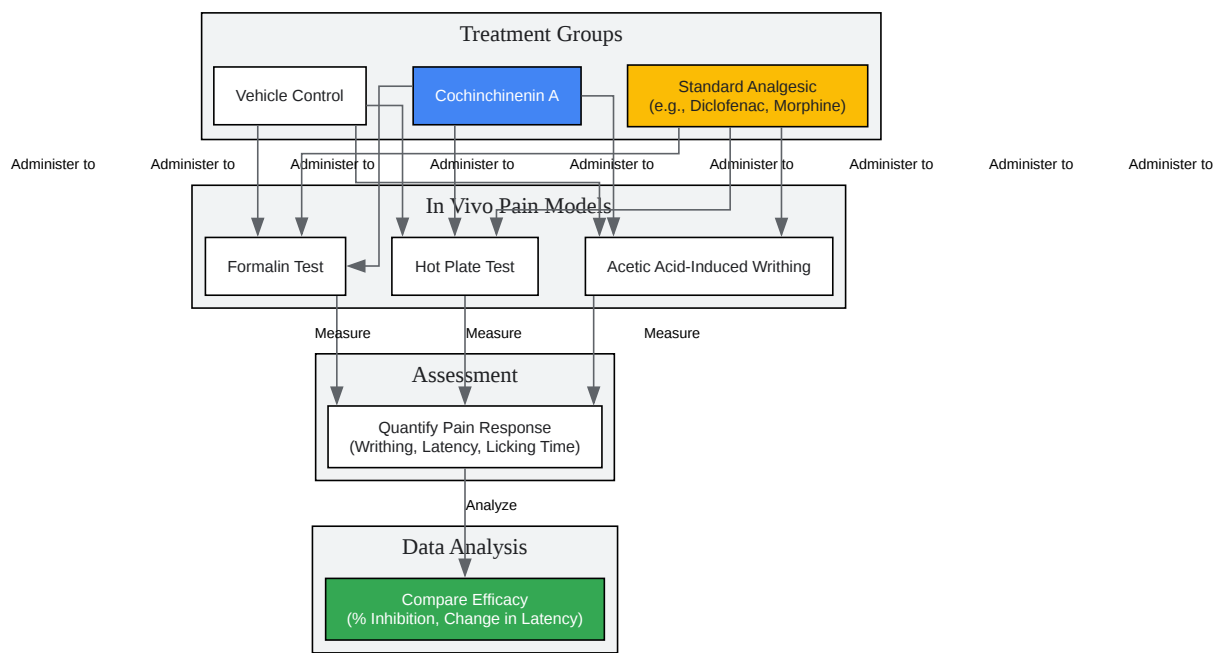 Treatment Groups
Vehicle Control
Cochinchinenin A
Standard Analgesic
(e.g., Diclofenac, Morphine)
Administer to
Administer to
Administer to
Administer to
Administer to
Administer to
Administer to
Administer to
Administer to
In Vivo Pain Models
Formalin Test
Hot Plate Test
Acetic Acid-Induced Writhing
Measure
Measure
Measure
Assessment
Quantify Pain Response
(Writhing, Latency, Licking Time)
Analyze
Data Analysis
Compare Efficacy
(% Inhibition, Change in Latency)